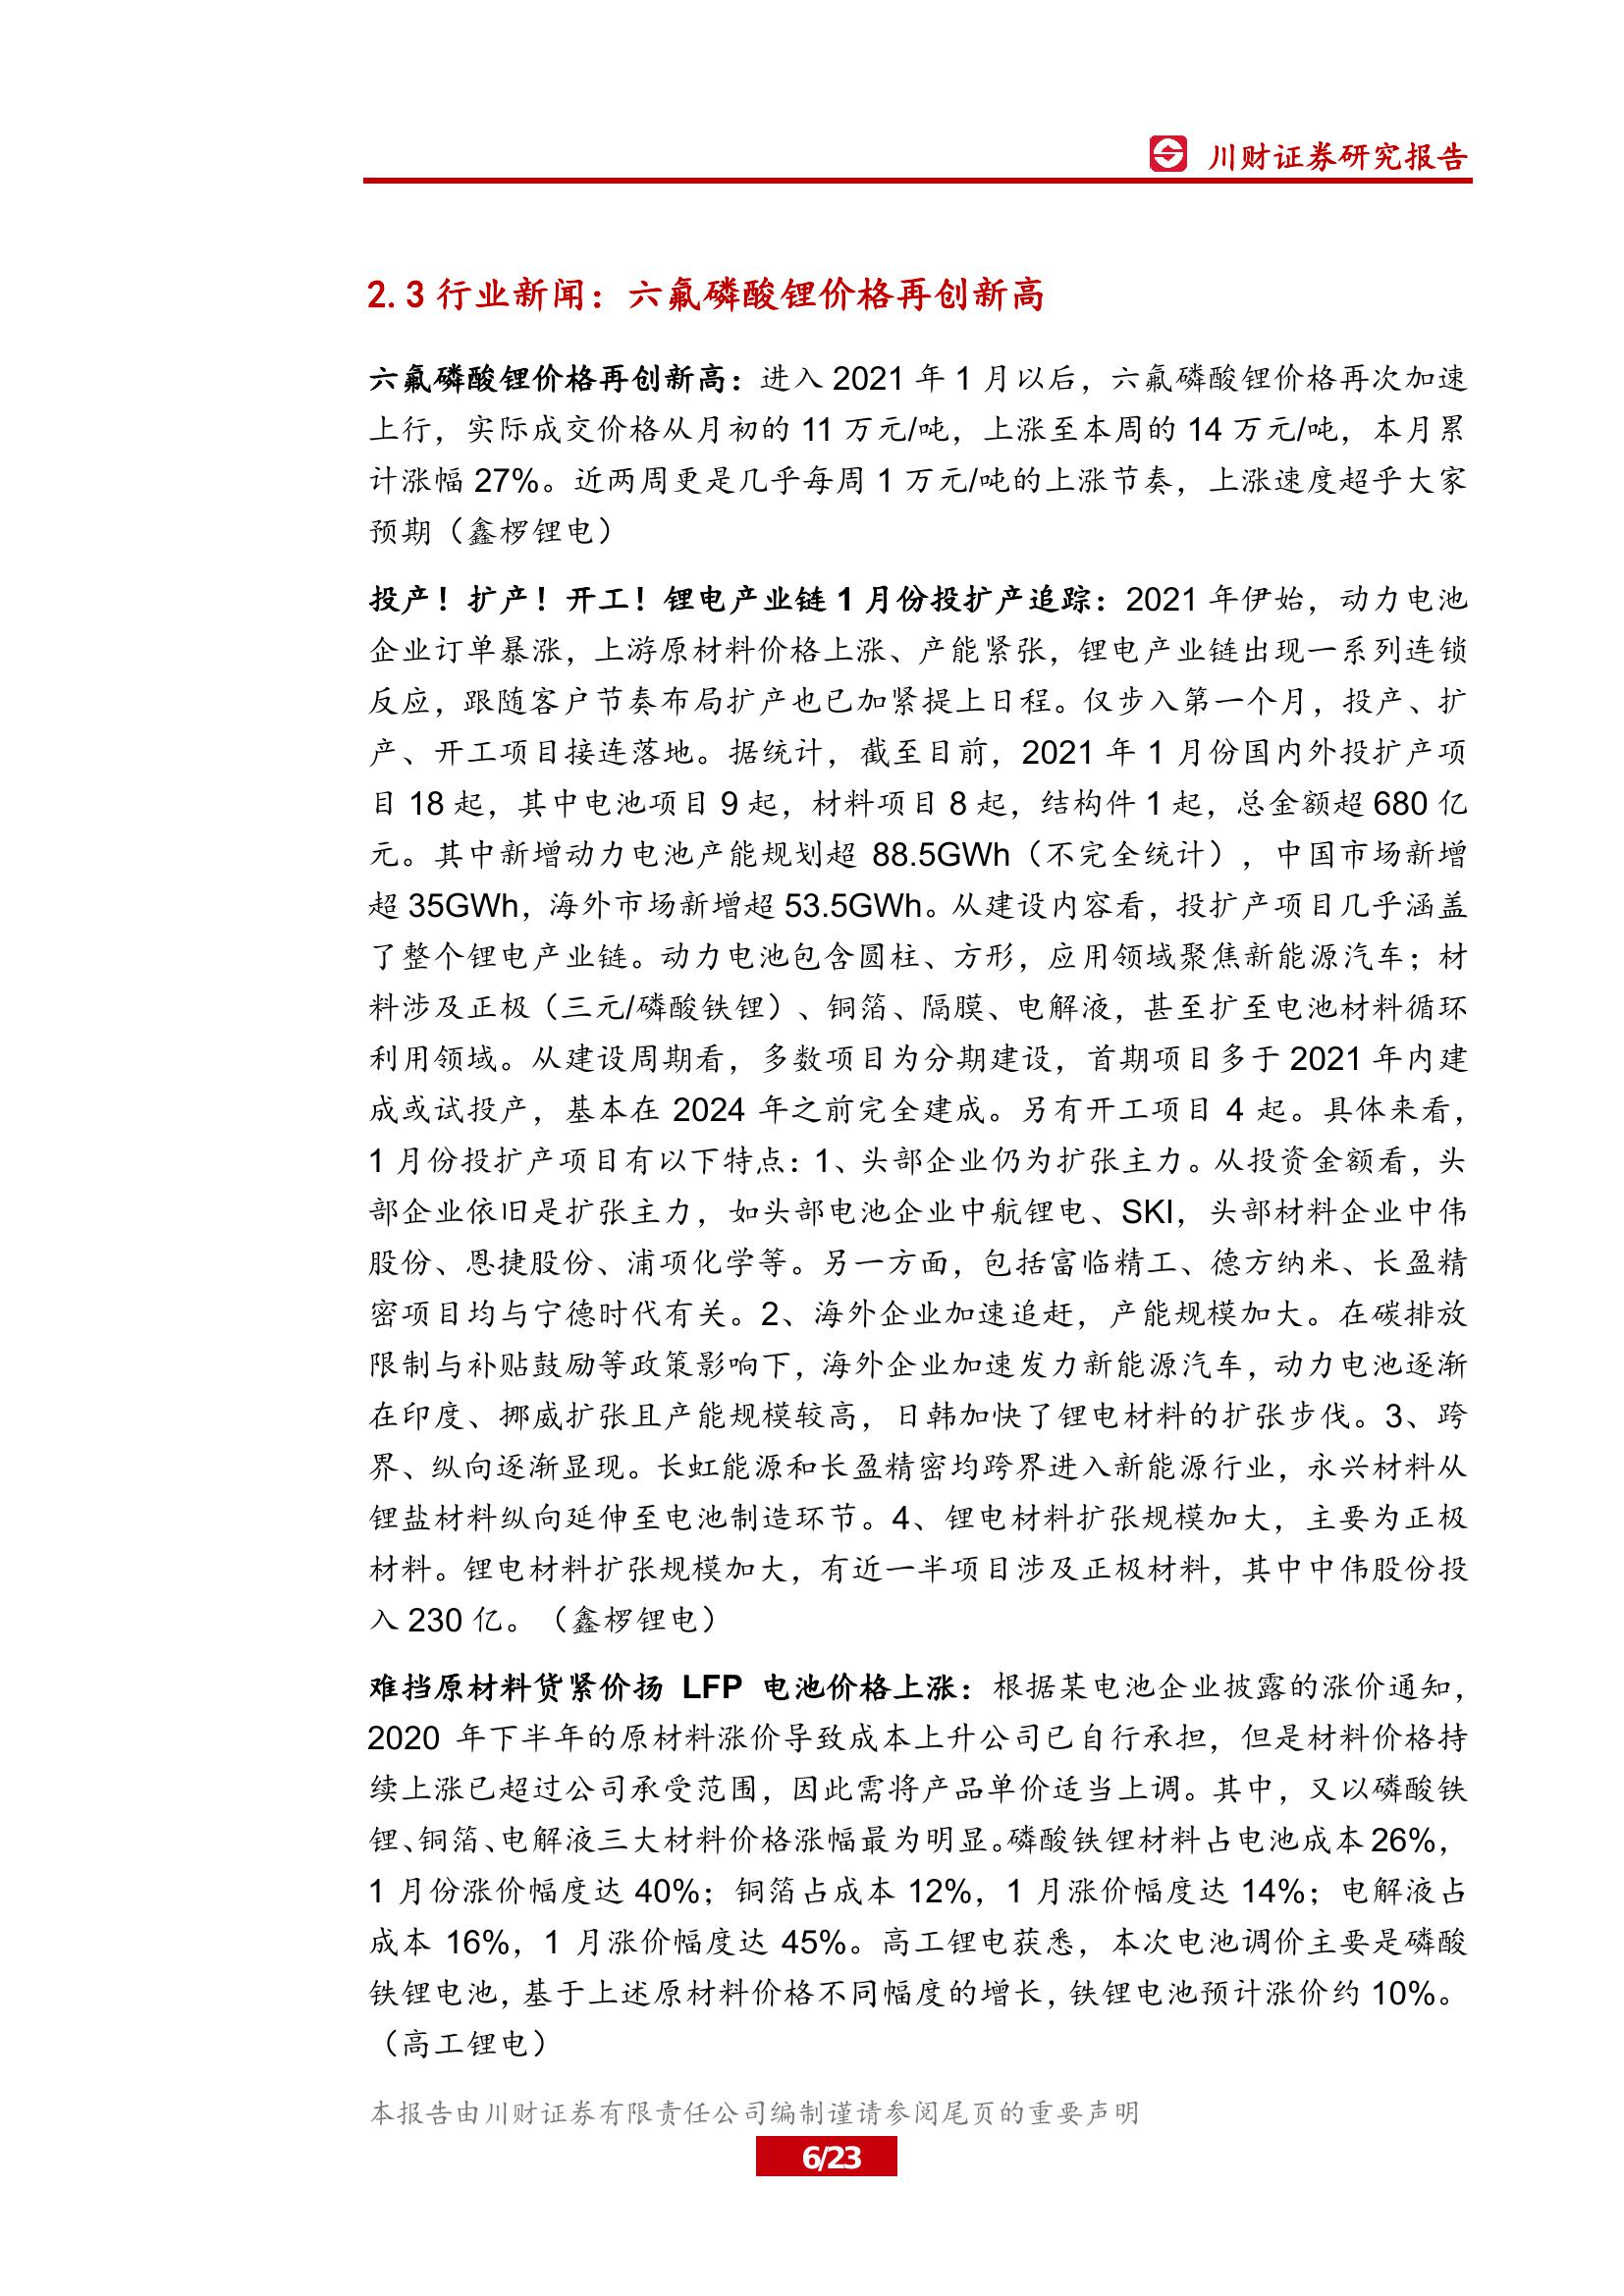 川财证券研究报告
2.3 行业新闻：六氟磷酸锂价格再创新高
六氟磷酸锂价格再创新高：进入 2021 年 1 月以后，六氟磷酸锂价格再次加速
上行，实际成交价格从月初的 11 万元/吨，上涨至本周的 14 万元/吨，本月累
计涨幅 27%。近两周更是几乎每周 1 万元/吨的上涨节奏，上涨速度超乎大家
预期（鑫椤锂电）
投产！扩产！开工！锂电产业链 1 月份投扩产追踪：2021 年伊始，动力电池
企业订单暴涨，上游原材料价格上涨、产能紧张，锂电产业链出现一系列连锁
反应，跟随客户节奏布局扩产也已加紧提上日程。仅步入第一个月，投产、扩
产、开工项目接连落地。据统计，截至目前，2021 年 1 月份国内外投扩产项
目 18 起，其中电池项目 9 起，材料项目 8 起，结构件 1 起，总金额超 680 亿
元。其中新增动力电池产能规划超 88.5GWh（不完全统计），中国市场新增
超 35GWh，海外市场新增超 53.5GWh。从建设内容看，投扩产项目几乎涵盖
了整个锂电产业链。动力电池包含圆柱、方形，应用领域聚焦新能源汽车；材
料涉及正极（三元/磷酸铁锂）、铜箔、隔膜、电解液，甚至扩至电池材料循环
利用领域。从建设周期看，多数项目为分期建设，首期项目多于 2021 年内建
成或试投产，基本在 2024 年之前完全建成。另有开工项目 4 起。具体来看，
1 月份投扩产项目有以下特点：1、头部企业仍为扩张主力。从投资金额看，头
部企业依旧是扩张主力，如头部电池企业中航锂电、SKI，头部材料企业中伟
股份、恩捷股份、浦项化学等。另一方面，包括富临精工、德方纳米、长盈精
密项目均与宁德时代有关。2、海外企业加速追赶，产能规模加大。在碳排放
限制与补贴鼓励等政策影响下，海外企业加速发力新能源汽车，动力电池逐渐
在印度、挪威扩张且产能规模较高，日韩加快了锂电材料的扩张步伐。3、跨
界、纵向逐渐显现。长虹能源和长盈精密均跨界进入新能源行业，永兴材料从
锂盐材料纵向延伸至电池制造环节。4、锂电材料扩张规模加大，主要为正极
材料。锂电材料扩张规模加大，有近一半项目涉及正极材料，其中中伟股份投
入 230 亿。（鑫椤锂电）
难挡原材料货紧价扬 LFP 电池价格上涨：根据某电池企业披露的涨价通知，
2020 年下半年的原材料涨价导致成本上升公司已自行承担，但是材料价格持
续上涨已超过公司承受范围，因此需将产品单价适当上调。其中，又以磷酸铁
锂、铜箔、电解液三大材料价格涨幅最为明显。磷酸铁锂材料占电池成本 26%，
1 月份涨价幅度达 40%；铜箔占成本 12%，1 月涨价幅度达 14%；电解液占
成本 16%，1 月涨价幅度达 45%。高工锂电获悉，本次电池调价主要是磷酸
铁锂电池，基于上述原材料价格不同幅度的增长，铁锂电池预计涨价约 10%。
（高工锂电）
本报告由川财证券有限责任公司编制谨请参阅尾页的重要声明
6/23